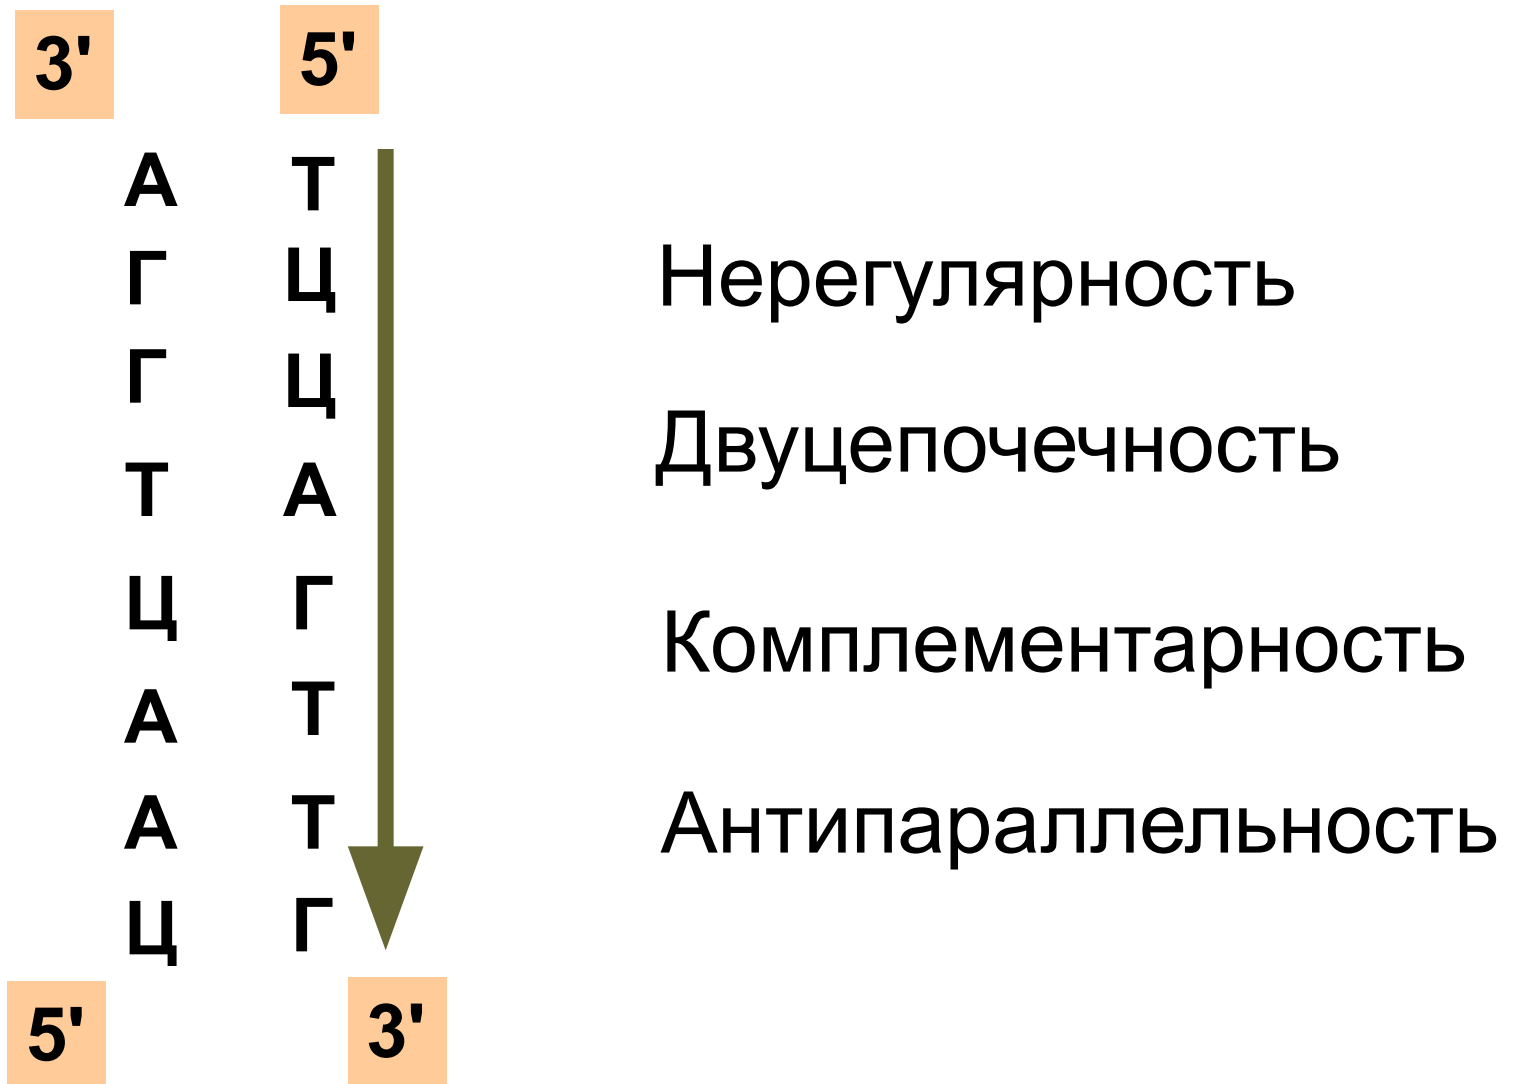 3' 5'
А Т
Г Ц
Г Ц
Т А
Ц Г
А Т
А Т
Ц Г
5' 3'
Нерегулярность
Двуцепочечность
Комплементарность
Антипараллельность